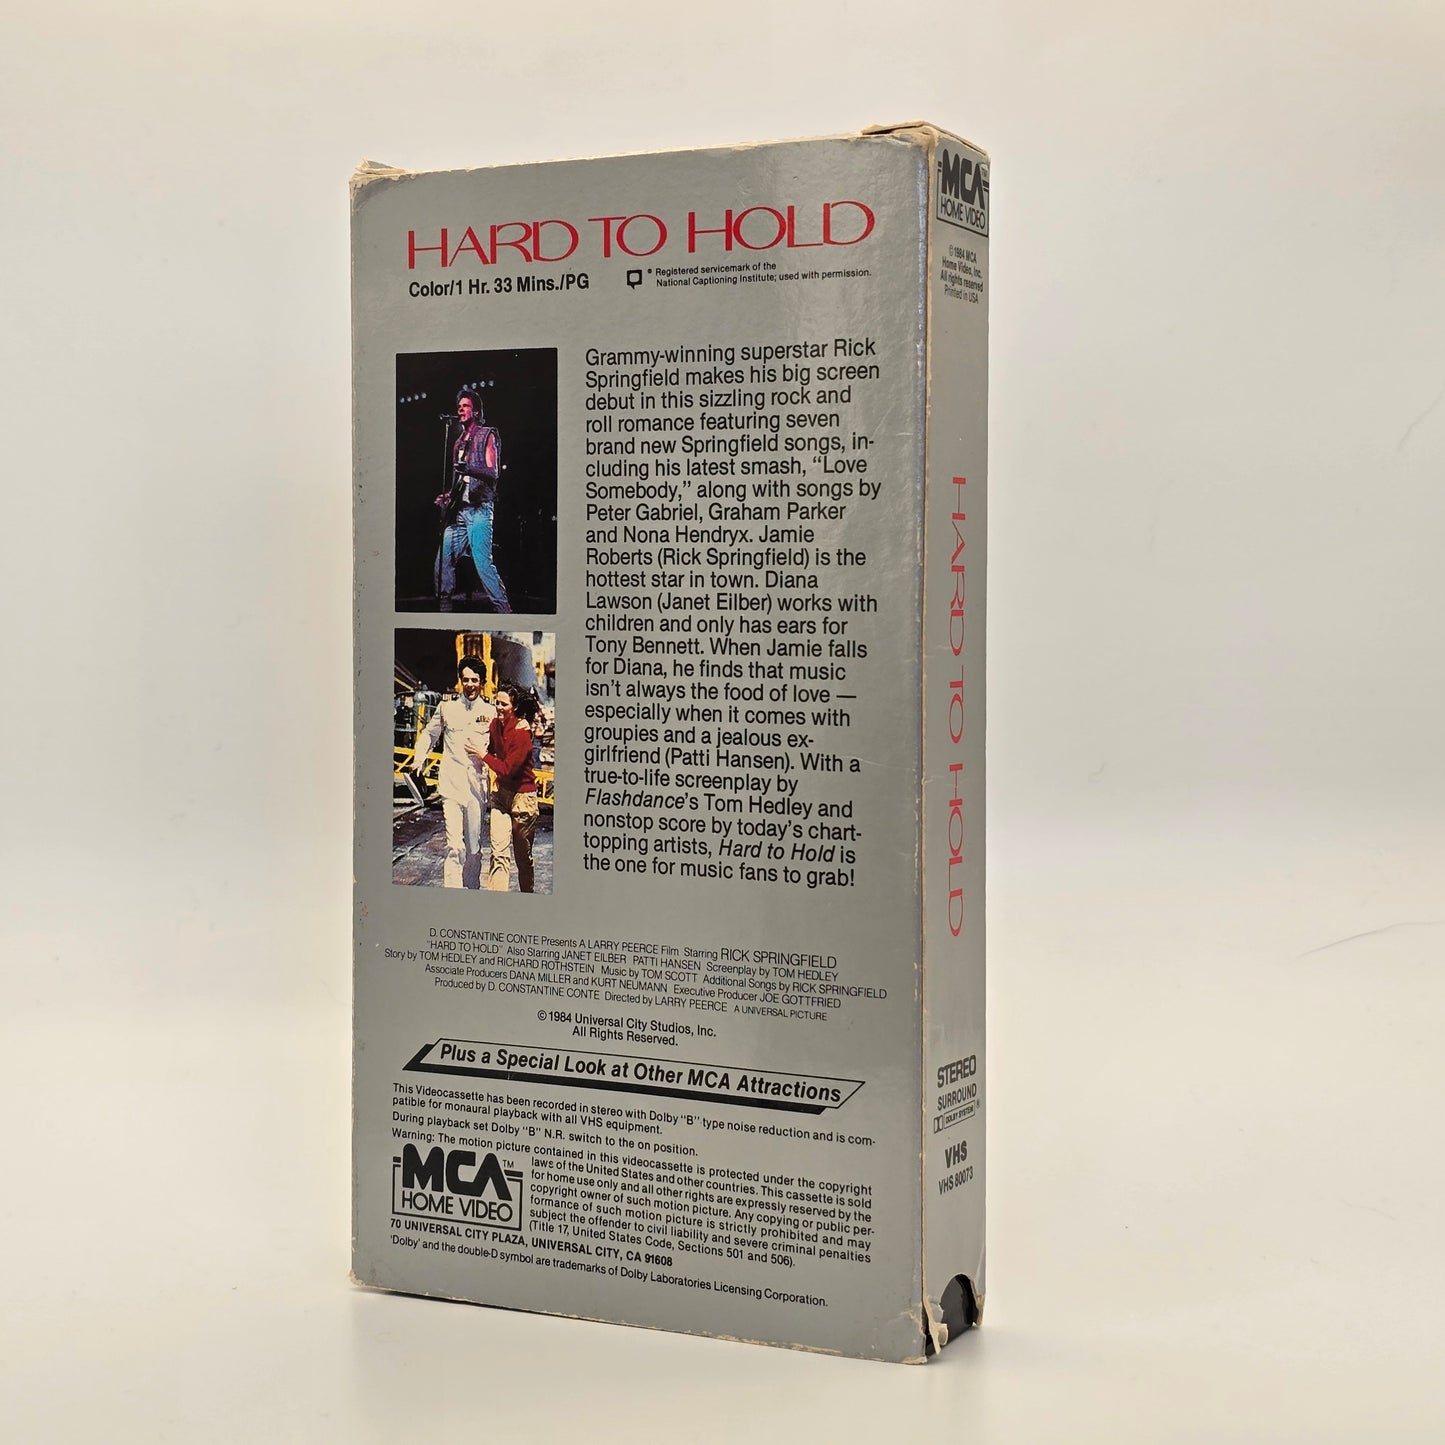 HARD TO HOLD
Color/1 Hr. 33 Mins./PG
® Registered servicemark of the
National Captioning Institute; used with permission.
Grammy-winning superstar Rick
Springfield makes his big screen
debut in this sizzling rock and
roll romance featuring seven
brand new Springfield songs, in-
cluding his latest smash, “Love
Somebody,” along with songs by
Peter Gabriel, Graham Parker
and Nona Hendryx. Jamie
Roberts (Rick Springfield) is the
hottest star in town. Diana
Lawson (Janet Eilber) works with
children and only has ears for
Tony Bennett. When Jamie falls
for Diana, he finds that music
isn't always the food of love —
especially when it comes with
groupies and a jealous ex-
girlfriend (Patti Hansen). With a
true-to-life screenplay by
Flashdance's Tom Hedley and
nonstop score by today's chart-
topping artists, Hard to Hold is
the one for music fans to grab!
D. CONSTANTINE CONTE Presents A LARRY PEERCE Film Starring RICK SPRINGFIELD
"HARD TO HOLD" Also Starring JANET EILBER PATTI HANSEN Screenplay by TOM HEDLEY
Story by TOM HEDLEY and RICHARD ROTHSTEIN Music by TOM SCOTT Additional Songs by RICK SPRINGFIELD
Associate Producers DANA MILLER and KURT NEUMANN Executive Producer JOE GOTTFRIED
Produced by D. CONSTANTINE CONTE Directed by LARRY PEERCE A UNIVERSAL PICTURE
©1984 Universal City Studios, Inc.
All Rights Reserved.
Plus a Special Look at Other MCA Attractions
This Videocassette has been recorded in stereo with Dolby "B" type noise reduction and is com-
patible for monaural playback with all VHS equipment.
During playback set Dolby "B" N.R. switch to the on position.
Warning: The motion picture contained in this videocassette is protected under the copyright
laws of the United States and other countries. This cassette is sold
for home use only and all other rights are expressly reserved by the
copyright owner of such motion picture. Any copying or public per-
formance of such motion picture is strictly prohibited and may
subject the offender to civil liability and severe criminal penalties
(Title 17, United States Code, Sections 501 and 506).
MCA™
HOME VIDEO
70 UNIVERSAL CITY PLAZA, UNIVERSAL CITY, CA 91608
'Dolby' and the double-D symbol are trademarks of Dolby Laboratories Licensing Corporation.
MCA™
HOME VIDEO
©1984 MCA
Home Video, Inc.
All rights reserved
Printed in USA
HARD TO HOLD
STEREO
SURROUND
DOLBY SYSTEM ®
VHS
VHS 80073